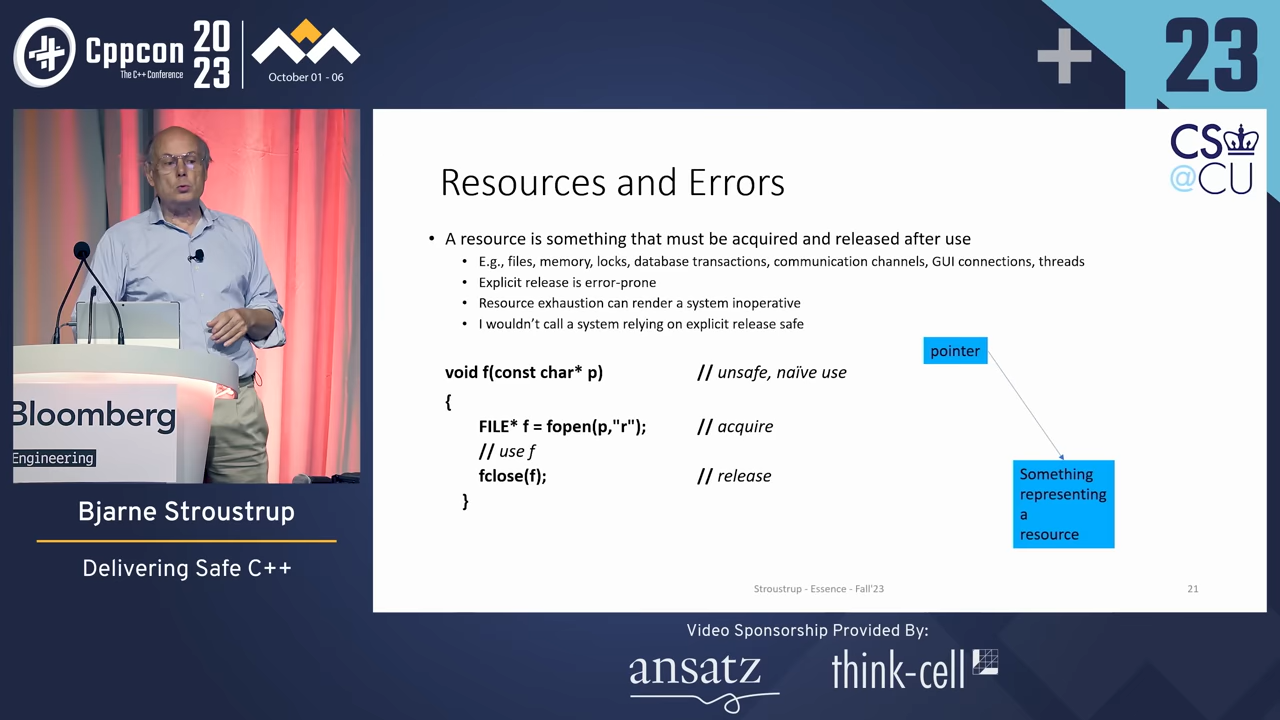 Cppcon
The C++ Conference
20
23
October 01 - 06
23
CS
@CU
Resources and Errors
• A resource is something that must be acquired and released after use
• E.g., files, memory, locks, database transactions, communication channels, GUI connections, threads
• Explicit release is error-prone
• Resource exhaustion can render a system inoperative
• I wouldn't call a system relying on explicit release safe
void f(const char* p) // unsafe, naïve use
{
FILE* f = fopen(p,"r"); // acquire
// use f
fclose(f); // release
}
pointer
Something
representing
a
resource
Stroustrup - Essence - Fall'23
21
Bloomberg
Engineering
Bjarne Stroustrup
Delivering Safe C++
Video Sponsorship Provided By:
ansatz
think-cell